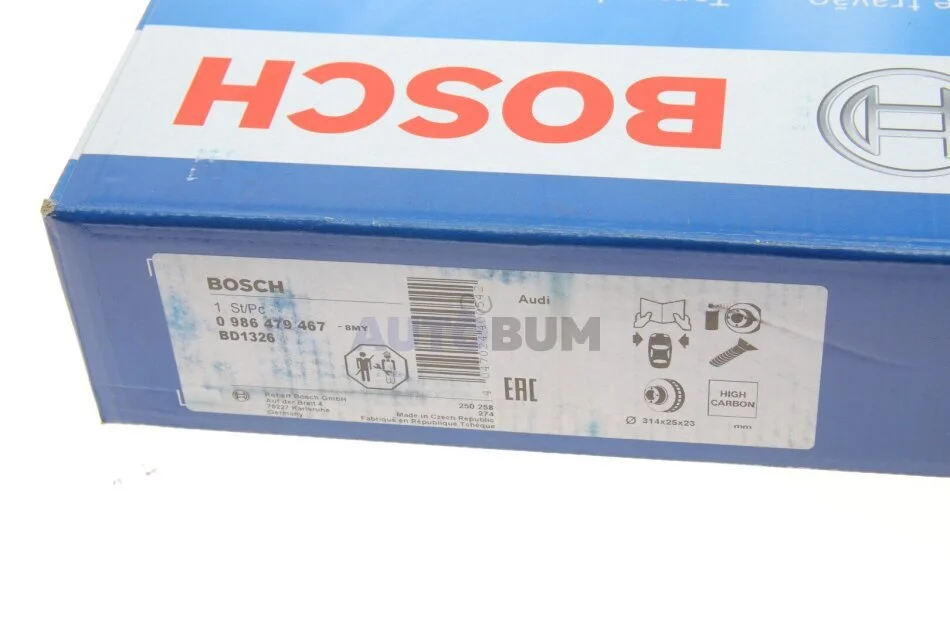 e travão
BOSCH
BOSCH
1 St/Pc
0 986 479 467 -8MY
BD1326
Audi
AUTOBUM
Robert Bosch GmbH
Auf der Breit 4
76227 Karlsruhe
Germany
250 258
274
Made in Czech Republic
Fabriqué en République Tchèque
EAC
HIGH
CARBON
Ø 314x25x23 mm